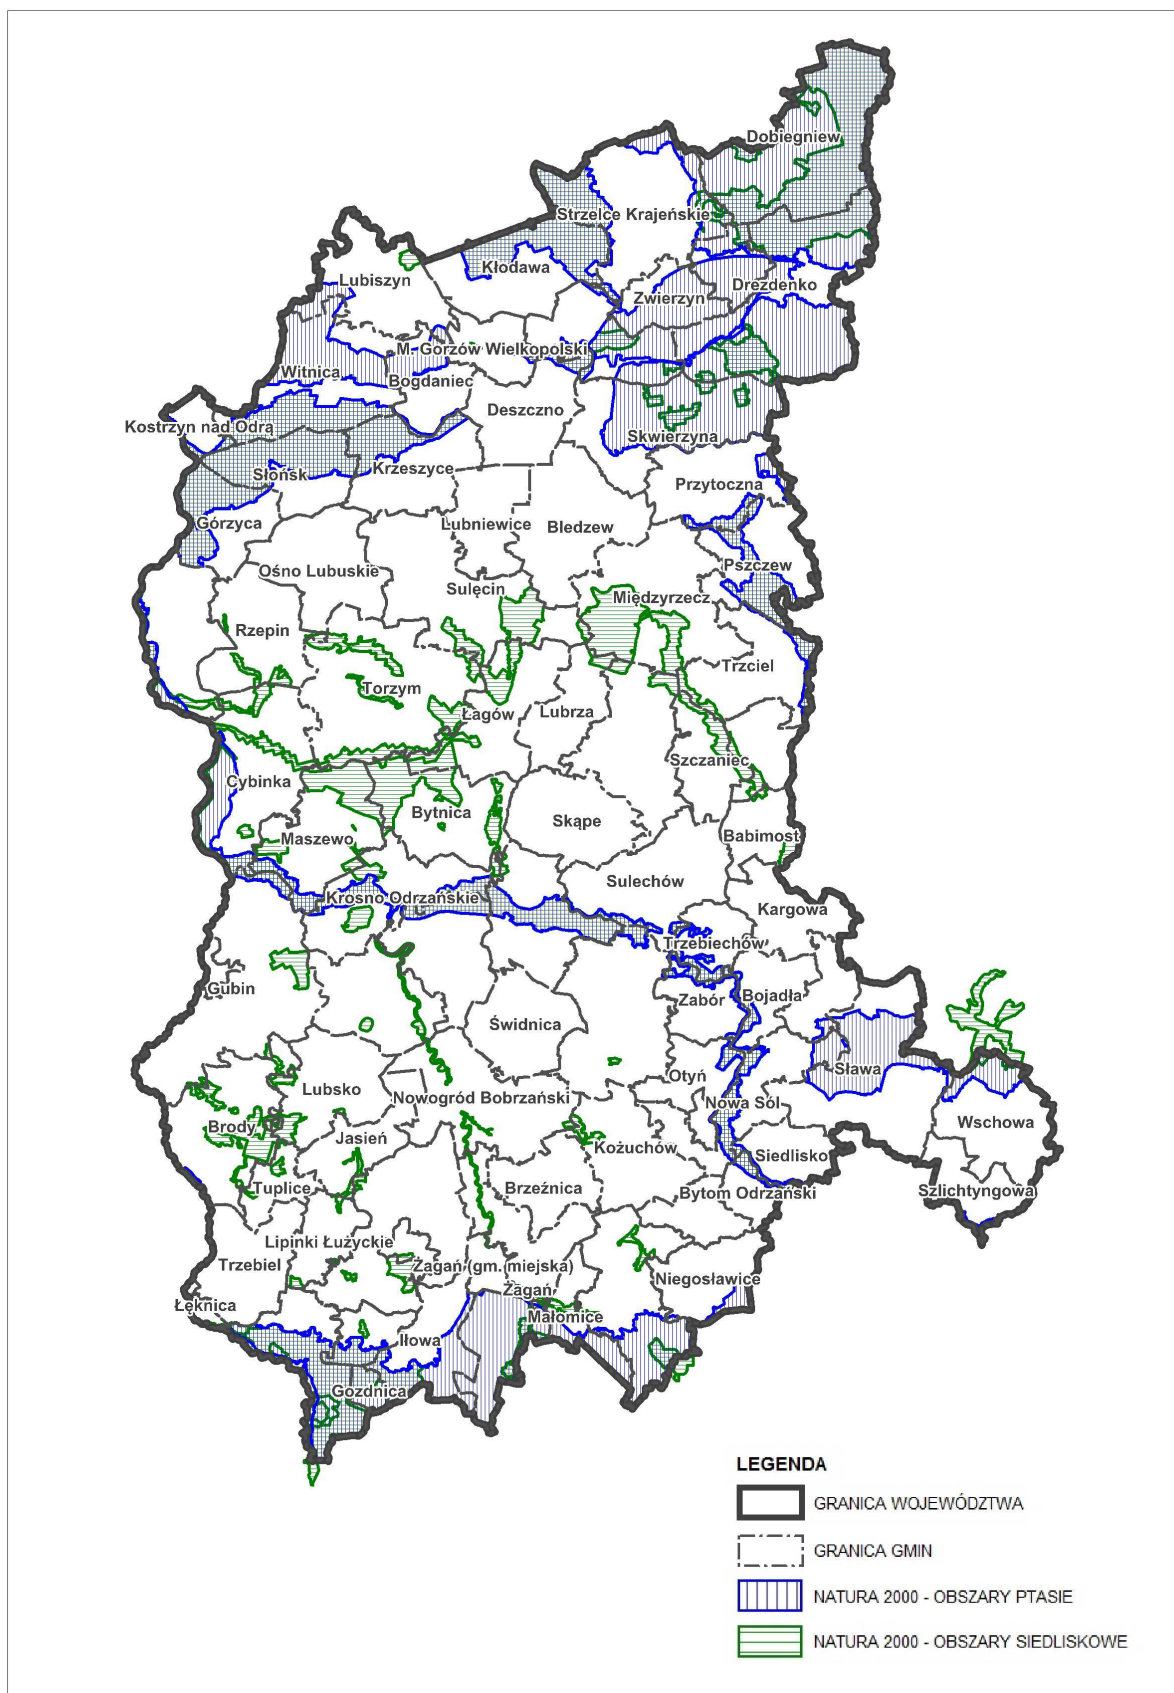 Dobiegniew
Strzelce Krajeńskie
Kłodawa
Lubiszyn
Drezdenko
Zwierzyn
M. Gorzów Wielkopolski
Witnica
Bogdaniec
Deszczno
Kostrzyn nad Odrą
Skwierzyna
Słońsk
Krzeszyce
Przytoczna
Górzyca
Lubniewice
Bledzew
Pszczew
Ośno Lubuskie
Sulęcin
Międzyrzecz
Rzepin
Trzciel
Torzym
Łagów
Lubrza
Szczaniec
Cybinka
Bytnica
Skąpe
Maszewo
Babimost
Sulechów
Krosno Odrzańskie
Kargowa
Trzebiechów
Gubin
Zabór
Bojadła
Świdnica
Sława
Otyń
Lubsko
Nowogród Bobrzański
Nowa Sól
Brody
Wschowa
Jasień
Kożuchów
Siedlisko
Tuplice
Brzeźnica
Bytom Odrzański
Szlichtyngowa
Lipinki Łużyckie
Trzebiel
Żagań (gm. miejska)
Niegosławice
Żagań
Łęknica
Małomice
Iłowa
Gozdnica
LEGENDA
GRANICA WOJEWÓDZTWA
GRANICA GMIN
NATURA 2000 - OBSZARY PTASIE
NATURA 2000 - OBSZARY SIEDLISKOWE